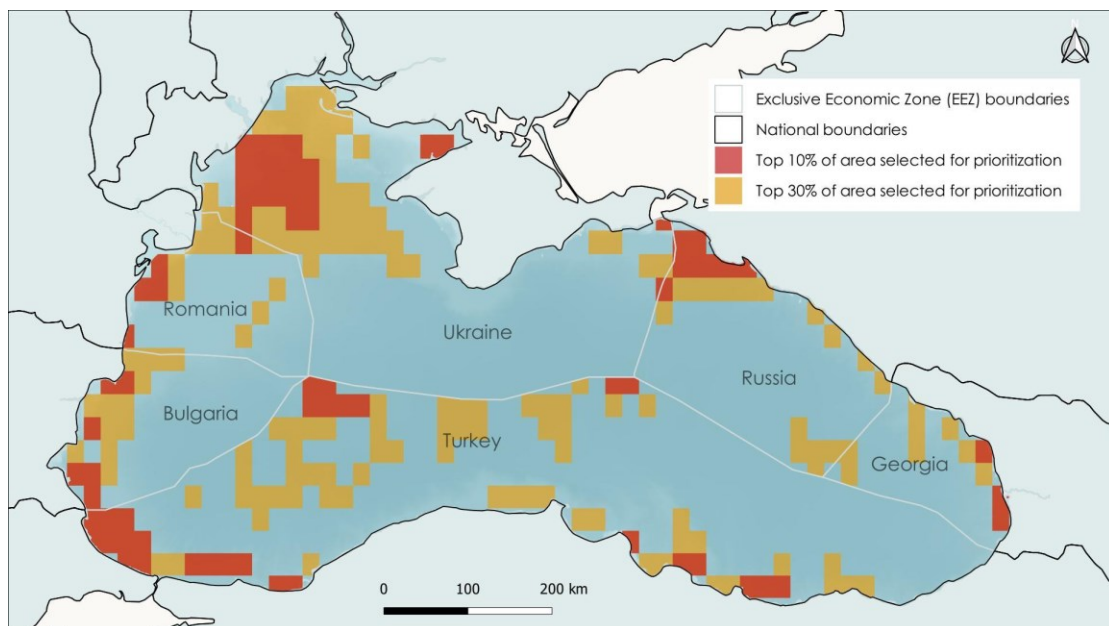 N
Exclusive Economic Zone (EEZ) boundaries
National boundaries
Top 10% of area selected for prioritization
Top 30% of area selected for prioritization
Romania
Ukraine
Russia
Bulgaria
Turkey
Georgia
0 100 200 km